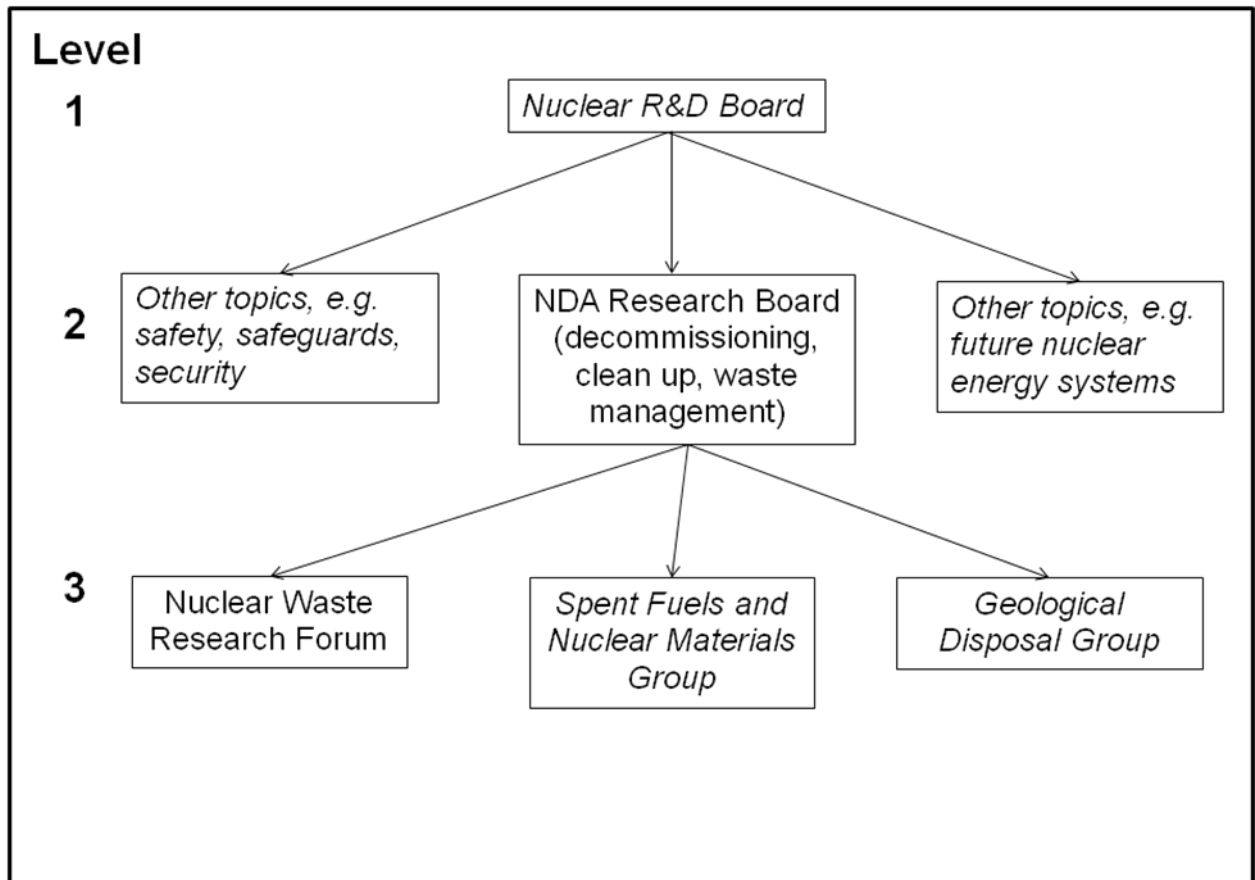 Level
1
Nuclear R&D Board
2
Other topics, e.g.
safety, safeguards,
security
NDA Research Board
(decommissioning,
clean up, waste
management)
Other topics, e.g.
future nuclear
energy systems
3
Nuclear Waste
Research Forum
Spent Fuels and
Nuclear Materials
Group
Geological
Disposal Group